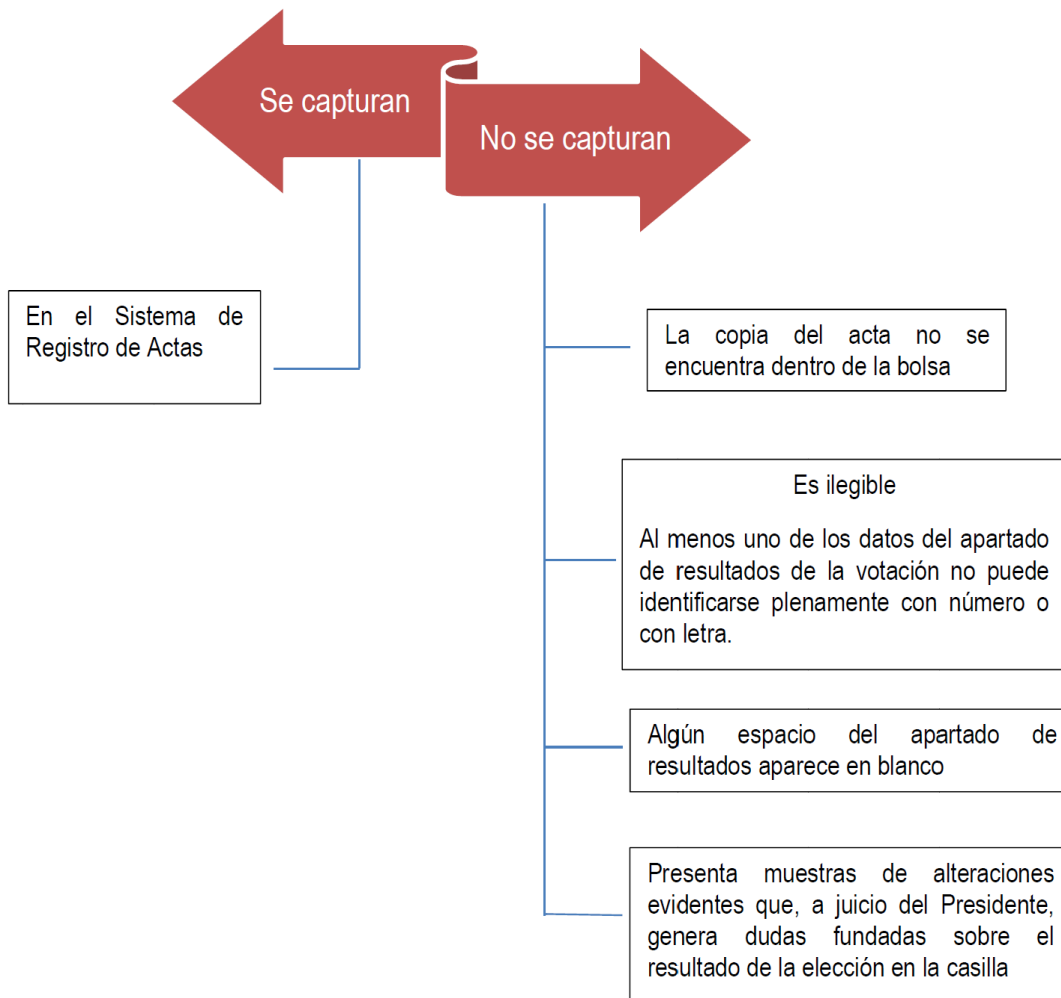 Se capturan
No se capturan
En el Sistema de
Registro de Actas
La copia del acta no se
encuentra dentro de la bolsa
Es ilegible
Al menos uno de los datos del apartado
de resultados de la votación no puede
identificarse plenamente con número o
con letra.
Algún espacio del apartado de
resultados aparece en blanco
Presenta muestras de alteraciones
evidentes que, a juicio del Presidente,
genera dudas fundadas sobre el
resultado de la elección en la casilla